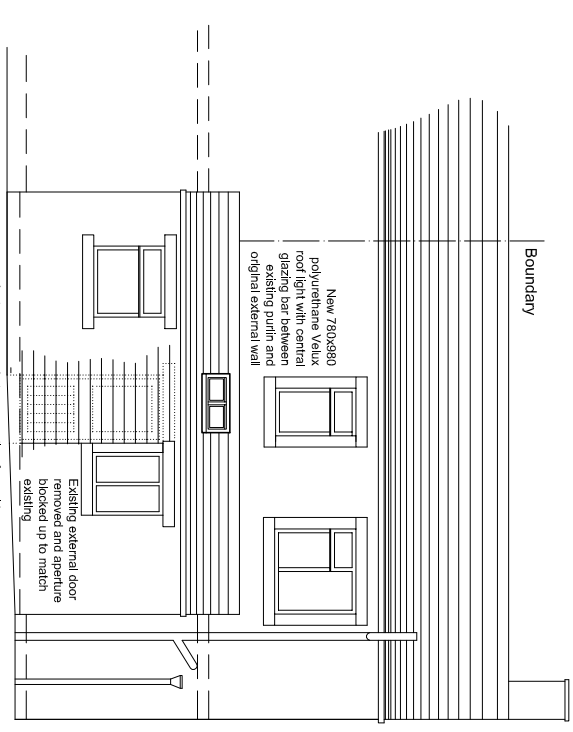 Boundary
New 780x980
polyurethane Velux
roof light with central
glazing bar between
existing purlin and
original external wall
Existing external door
removed and aperture
blocked up to match
existing